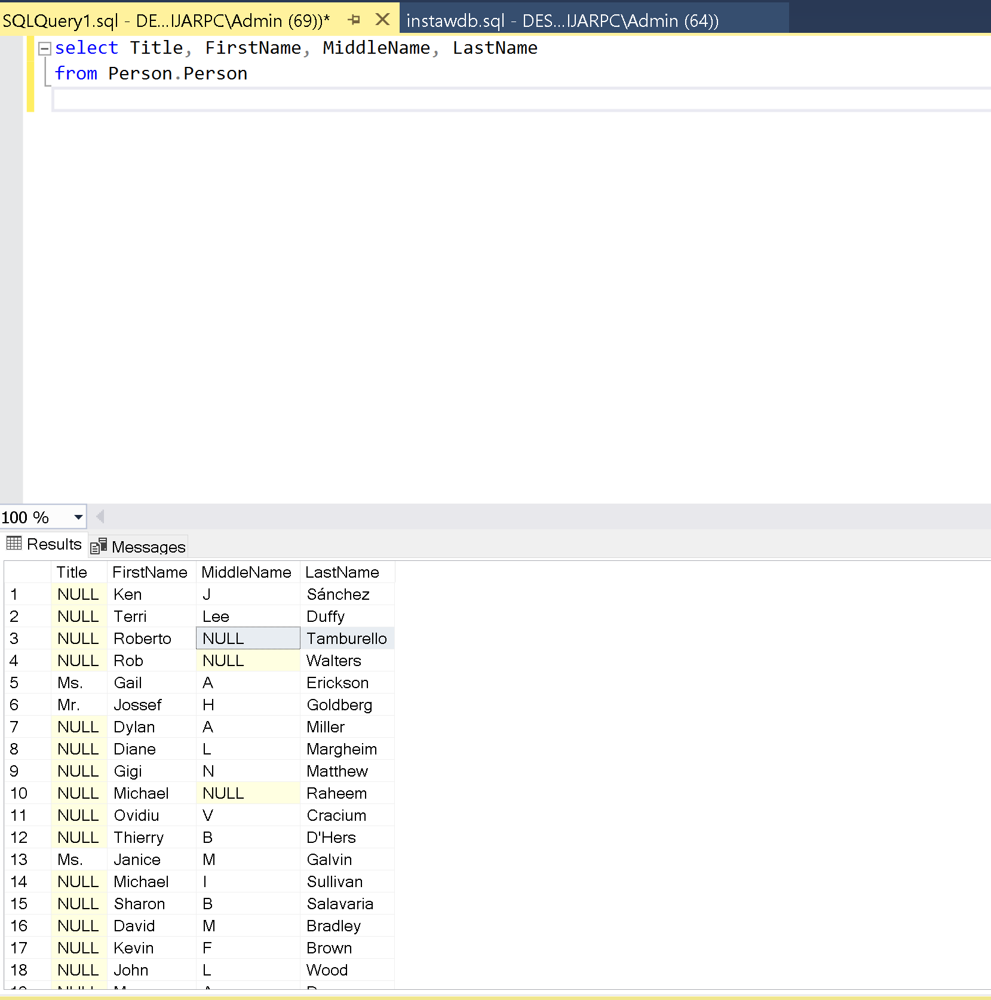 SQLQuery1.sql - DE...IJARPC\Admin (69))* instawdb.sql - DES...IJARPC\Admin (64))
select Title, FirstName, MiddleName, LastName
from Person.Person
100 %
Results Messages
Title FirstName MiddleName LastName
1 NULL Ken J Sánchez
2 NULL Terri Lee Duffy
3 NULL Roberto NULL Tamburello
4 NULL Rob NULL Walters
5 Ms. Gail A Erickson
6 Mr. Jossef H Goldberg
7 NULL Dylan A Miller
8 NULL Diane L Margheim
9 NULL Gigi N Matthew
10 NULL Michael NULL Raheem
11 NULL Ovidiu V Cracium
12 NULL Thierry B D'Hers
13 Ms. Janice M Galvin
14 NULL Michael I Sullivan
15 NULL Sharon B Salavaria
16 NULL David M Bradley
17 NULL Kevin F Brown
18 NULL John L Wood